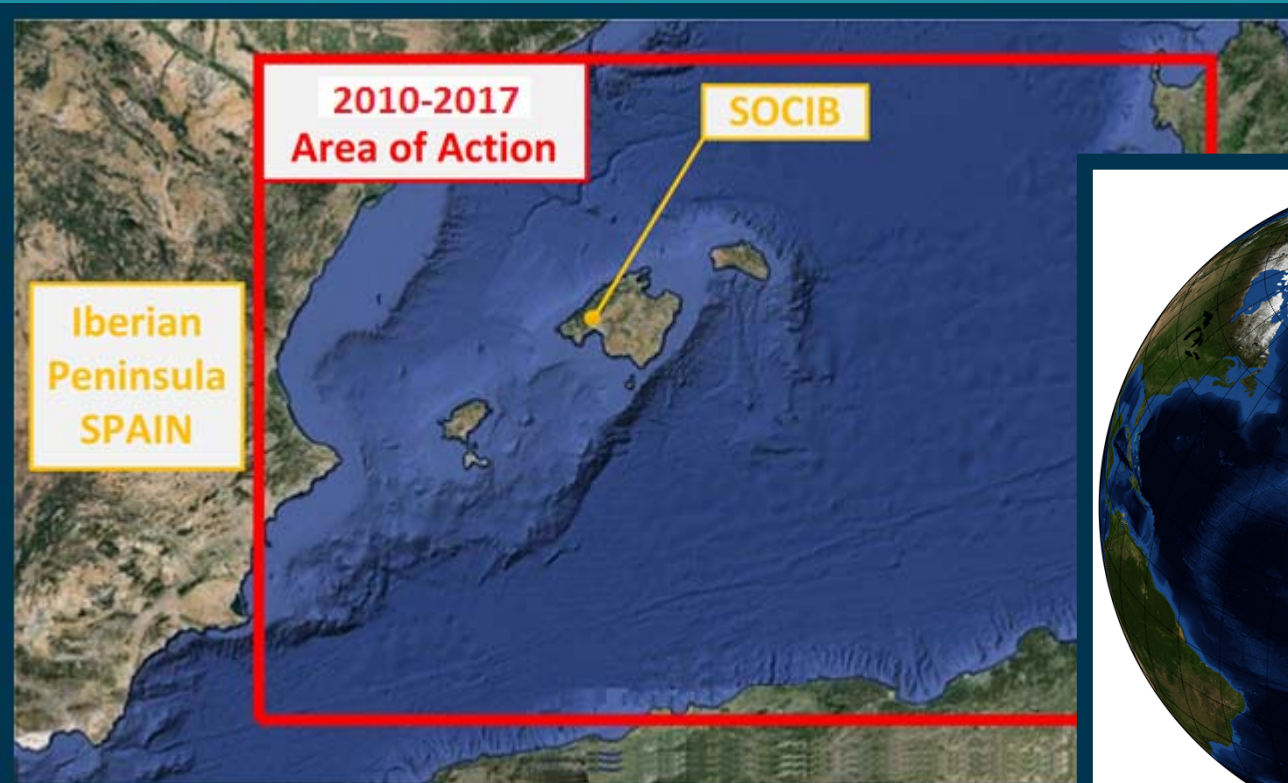 2010-2017
Area of Action
SOCIB
Iberian
Peninsula
SPAIN